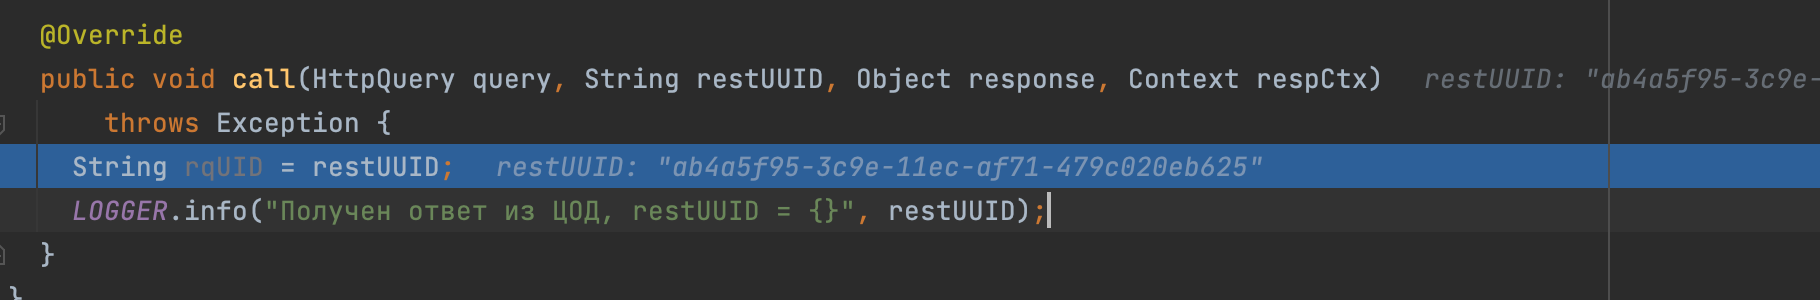 @Override
public void call(HttpQuery query, String restUUID, Object response, Context respCtx) restUUID: "ab4a5f95-3c9e-
throws Exception {
String rqUID = restUUID; restUUID: "ab4a5f95-3c9e-11ec-af71-479c020eb625"
LOGGER.info("Получен ответ из ЦОД, restUUID = {}", restUUID);
}
}